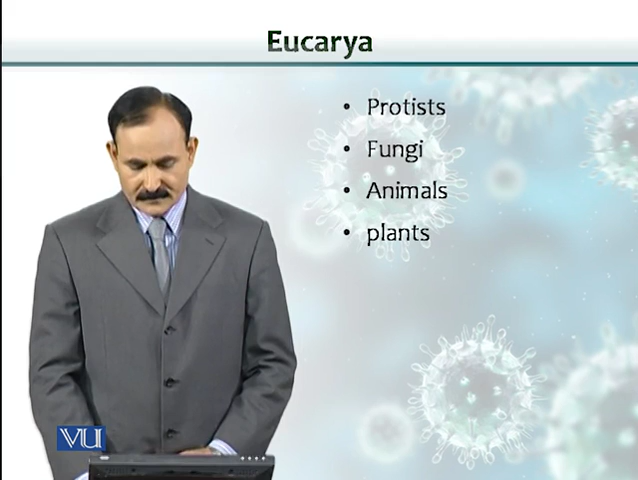 Eucarya
• Protists
• Fungi
• Animals
• plants
VU